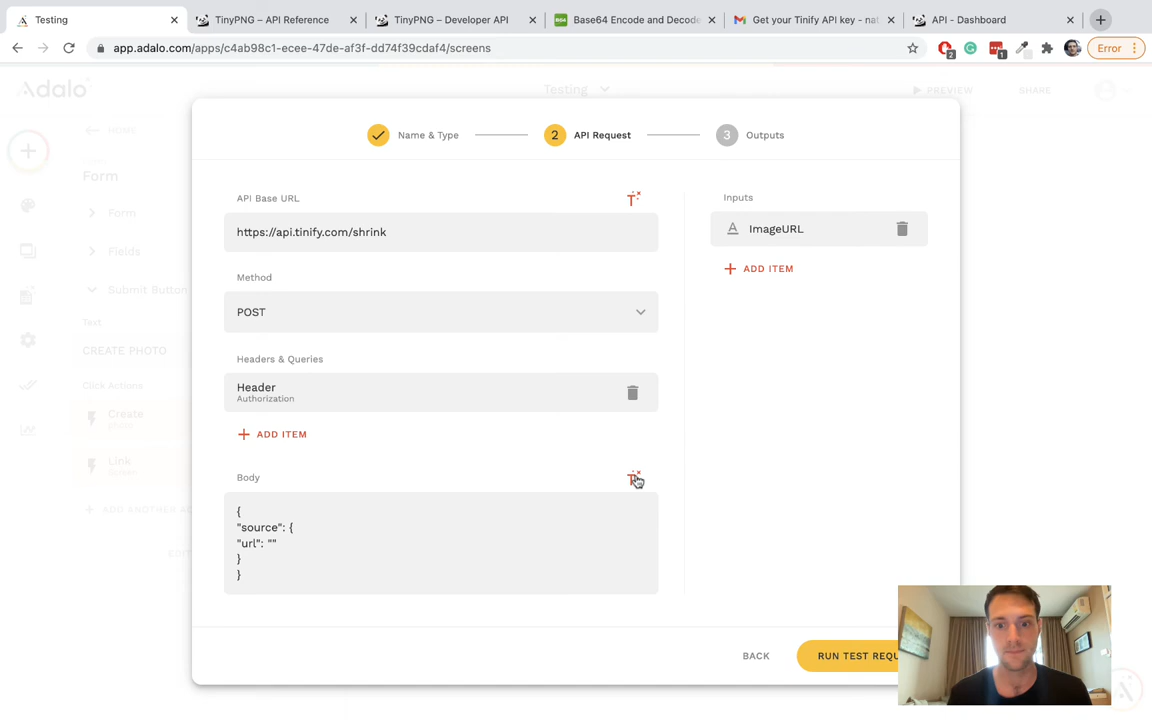 Testing
TinyPNG – API Reference
TinyPNG – Developer API
Base64 Encode and Decode
Get your Tinify API key - nat
API - Dashboard
app.adalo.com/apps/c4ab98c1-ecee-47de-af3f-dd74f39cdaf4/screens
2
1
Error
Adalo
Testing
PREVIEW
SHARE
HOME
Form
Form
Fields
Submit Button
Text
CREATE PHOTO
Click Actions
Create
Link
Screen
ADD ANOTHER AC
Name & Type
2
API Request
3
Outputs
API Base URL
https://api.tinify.com/shrink
Method
POST
Headers & Queries
Header
Authorization
ADD ITEM
Body
{
"source": {
"url": ""
}
}
Inputs
ImageURL
ADD ITEM
BACK
RUN TEST REQU